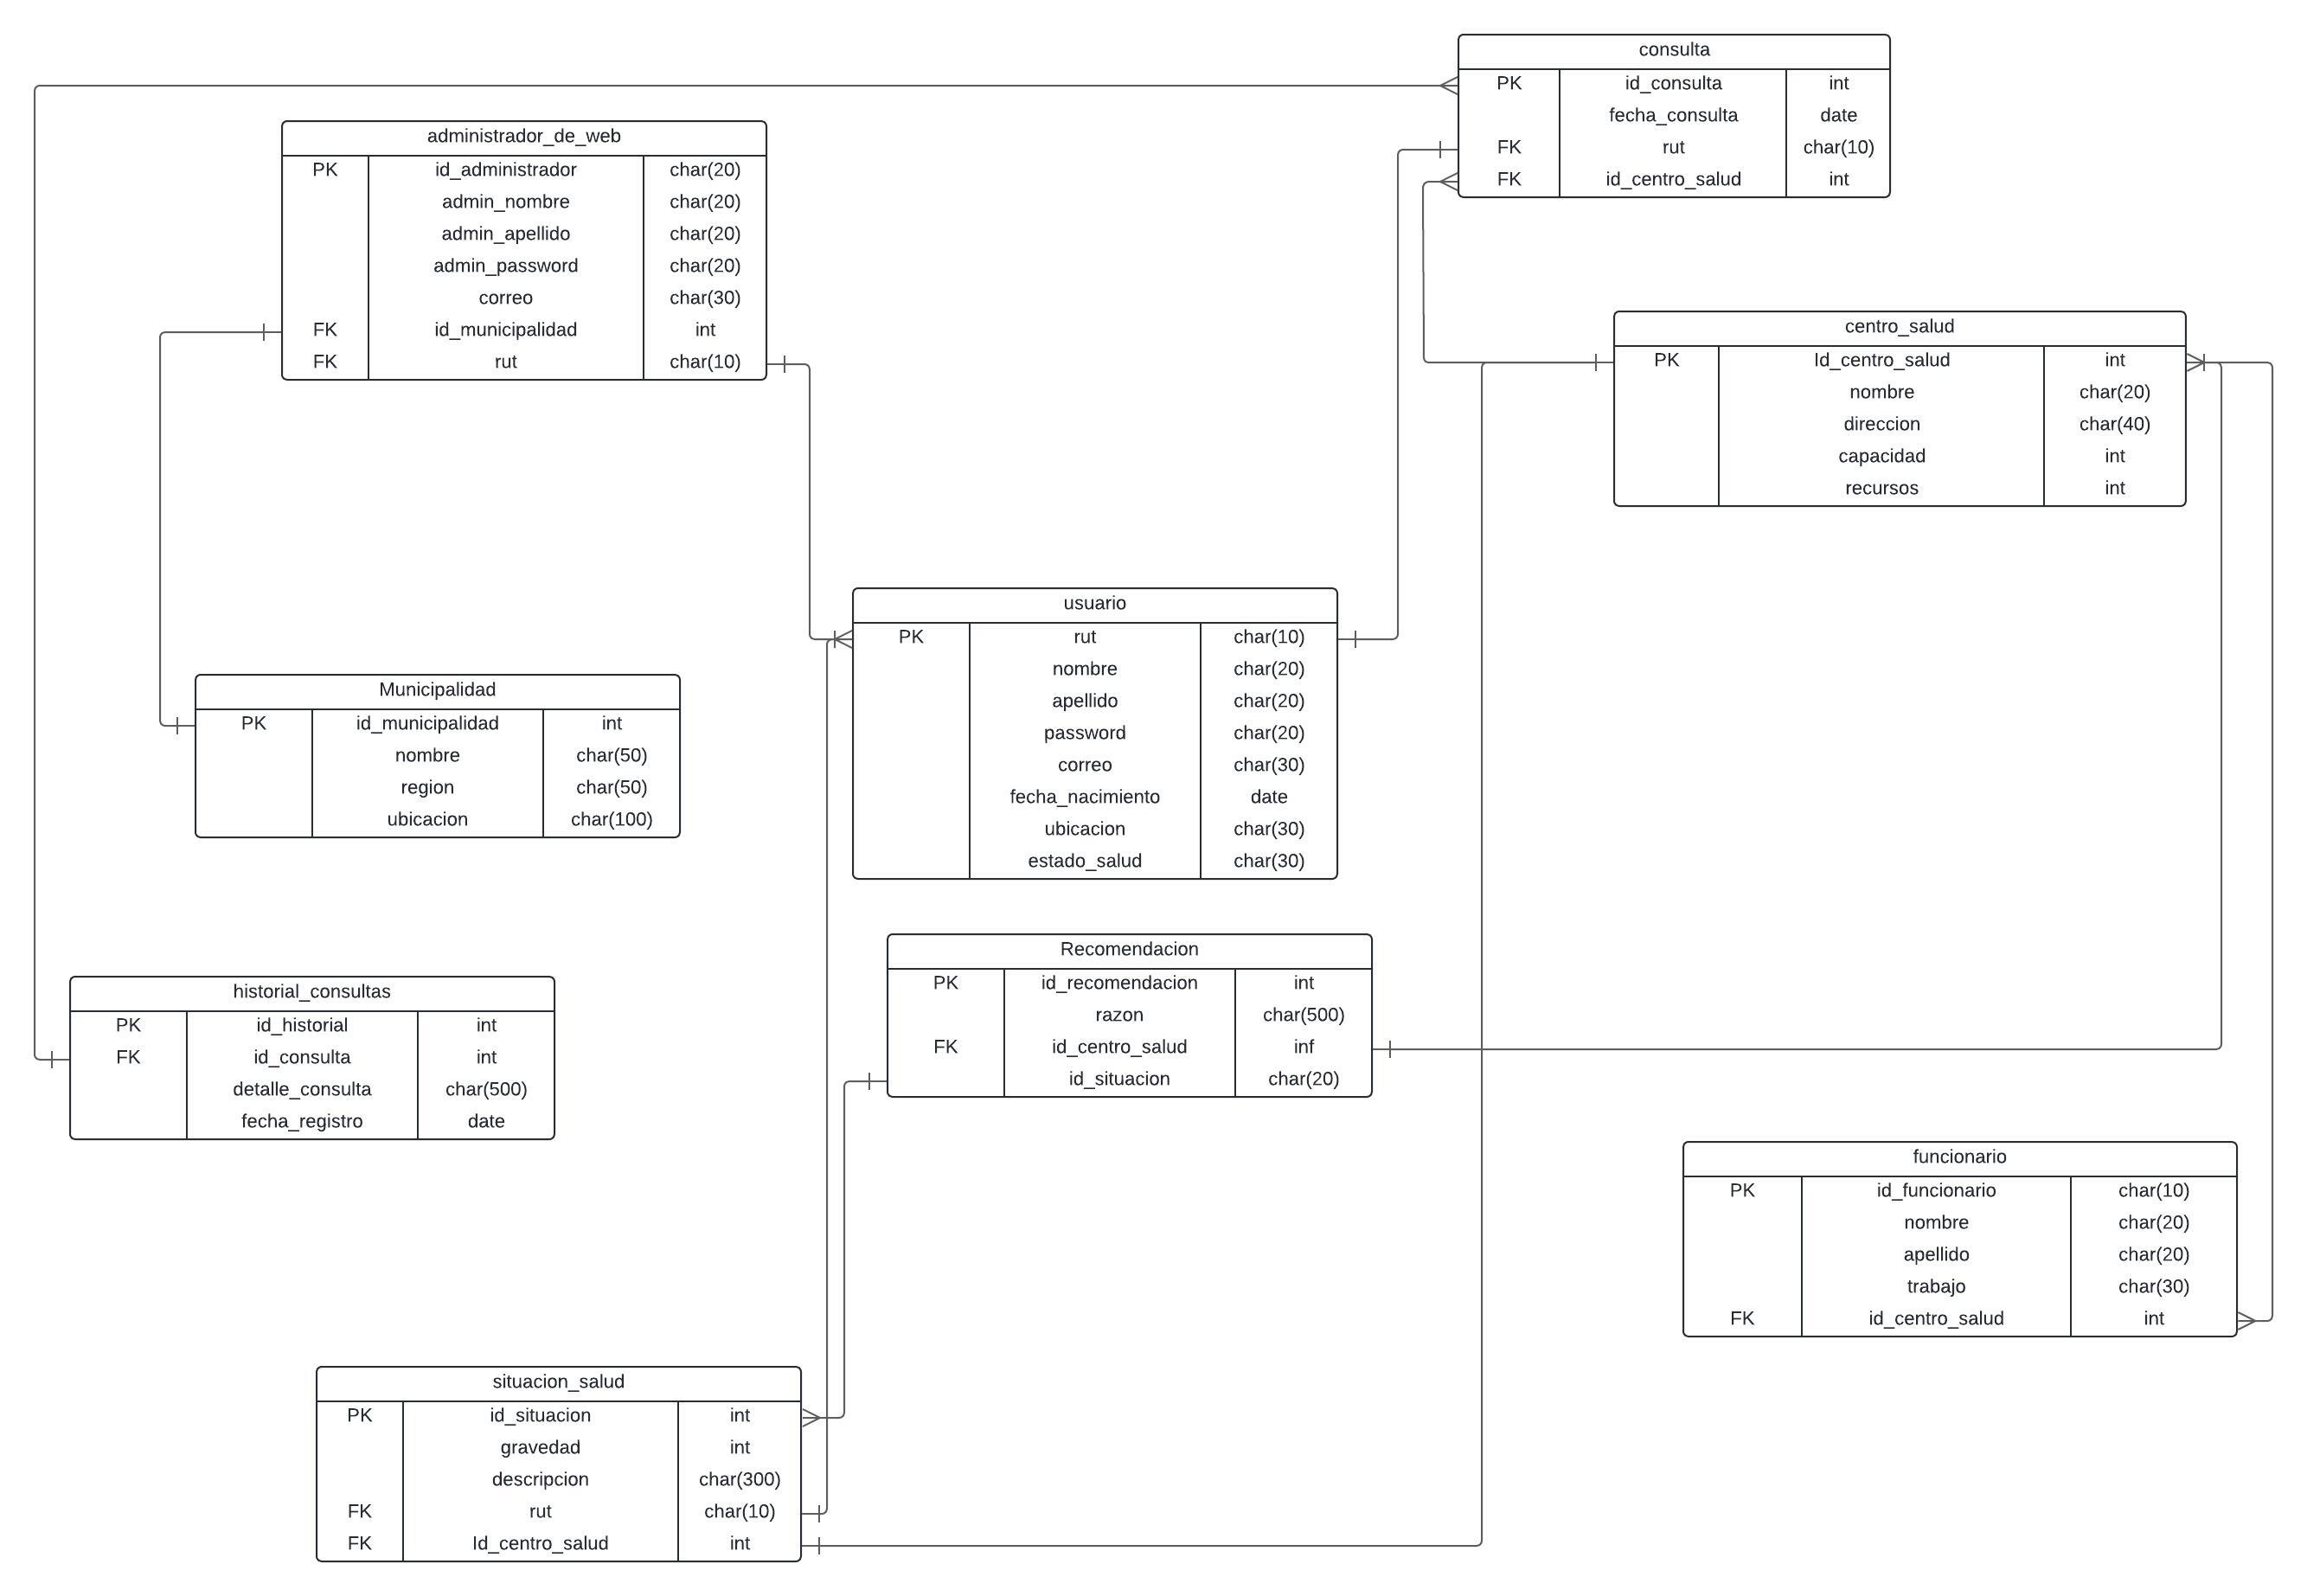 consulta
PK id_consulta int
fecha_consulta date
FK rut char(10)
FK id_centro_salud int
administrador_de_web
PK id_administrador char(20)
admin_nombre char(20)
admin_apellido char(20)
admin_password char(20)
correo char(30)
FK id_municipalidad int
FK rut char(10)
centro_salud
PK Id_centro_salud int
nombre char(20)
direccion char(40)
capacidad int
recursos int
usuario
PK rut char(10)
nombre char(20)
apellido char(20)
password char(20)
correo char(30)
fecha_nacimiento date
ubicacion char(30)
estado_salud char(30)
Municipalidad
PK id_municipalidad int
nombre char(50)
region char(50)
ubicacion char(100)
Recomendacion
PK id_recomendacion int
razon char(500)
FK id_centro_salud inf
id_situacion char(20)
historial_consultas
PK id_historial int
FK id_consulta int
detalle_consulta char(500)
fecha_registro date
funcionario
PK id_funcionario char(10)
nombre char(20)
apellido char(20)
trabajo char(30)
FK id_centro_salud int
situacion_salud
PK id_situacion int
gravedad int
descripcion char(300)
FK rut char(10)
FK Id_centro_salud int